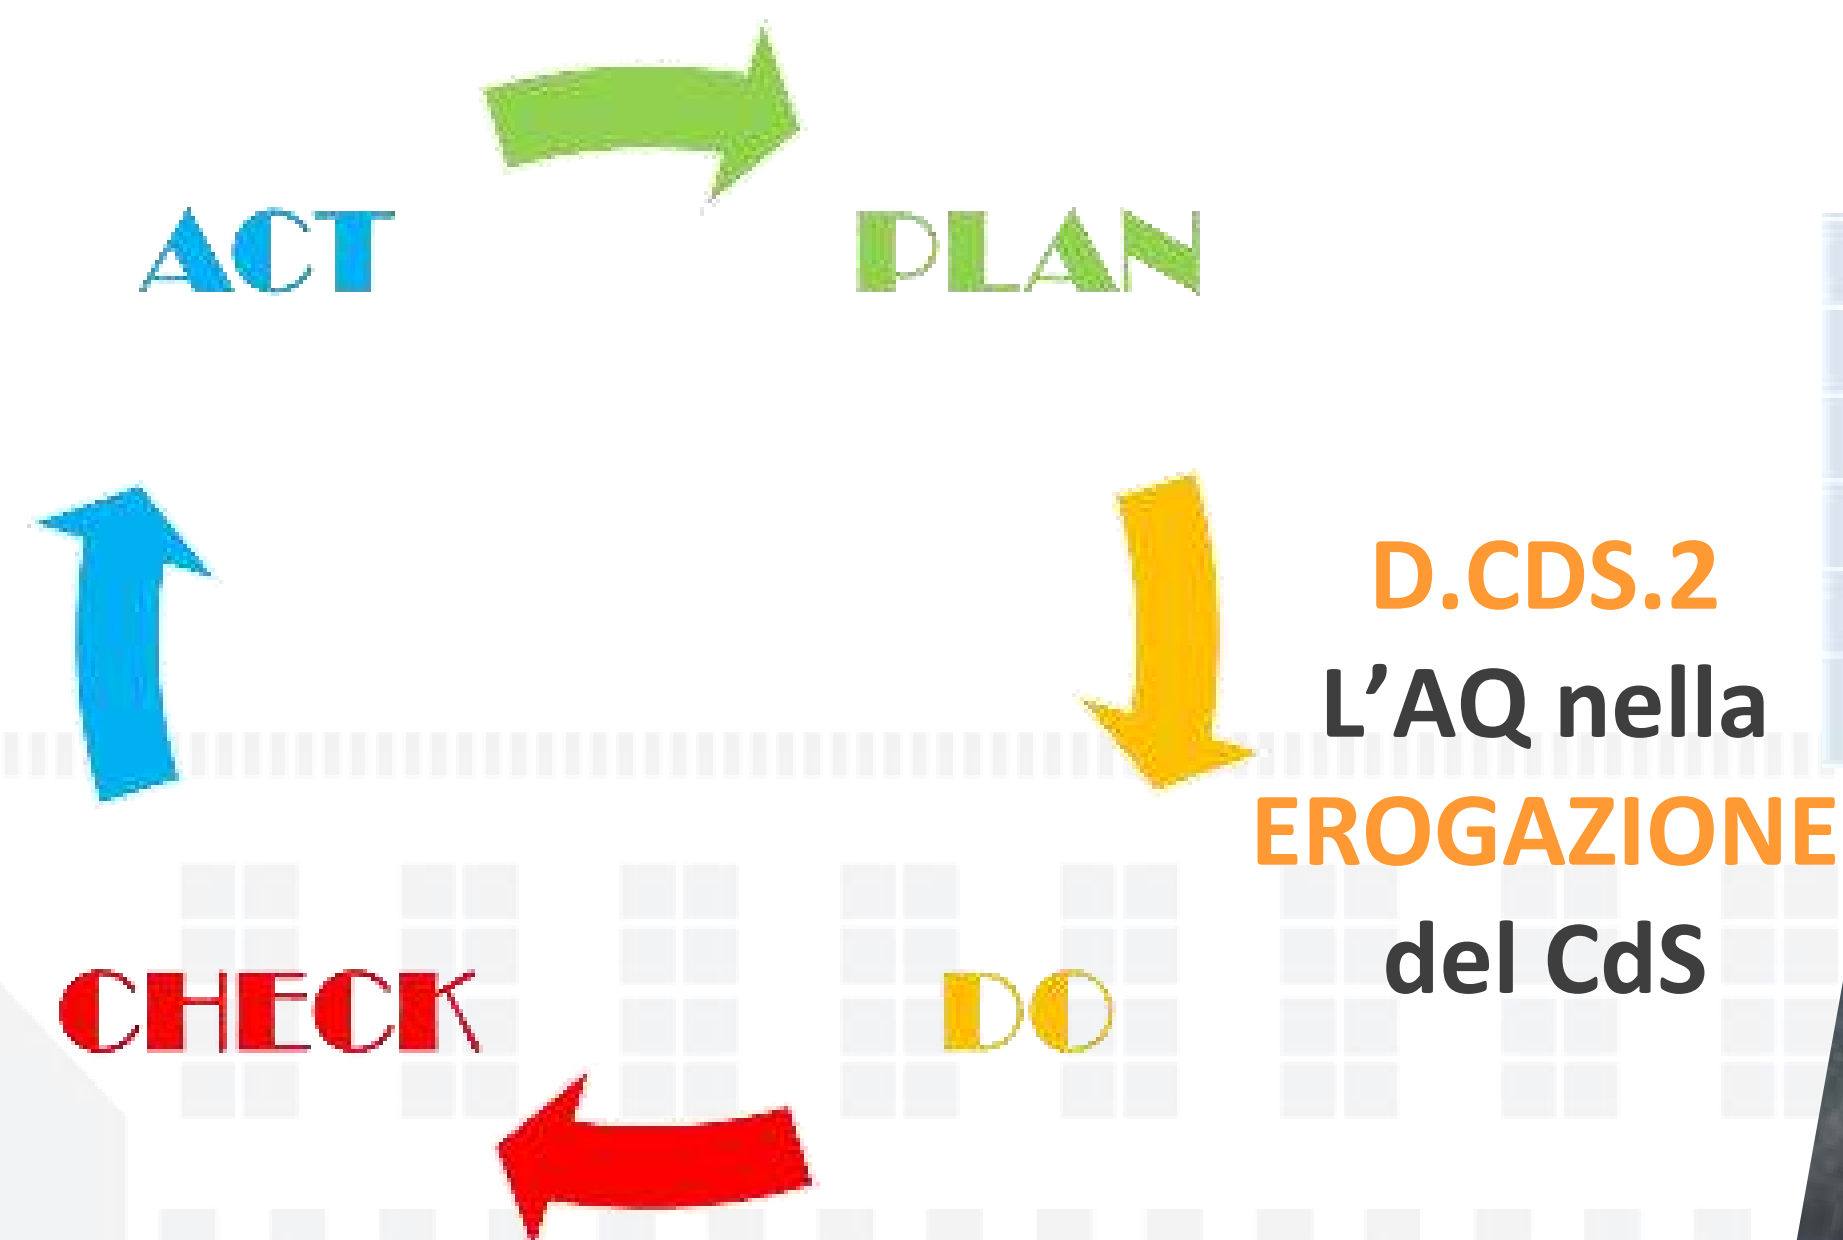 ACT
PLAN
D.CDS.2
L’AQ nella
EROGAZIONE
del CdS
CHECK
DO